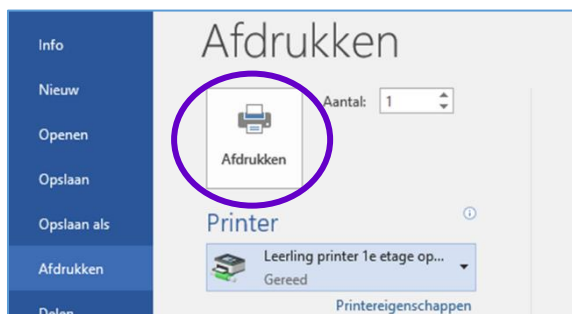 Info
Nieuw
Openen
Opslaan
Opslaan als
Afdrukken
Delen
Afdrukken
Afdrukken
Aantal: 1
Printer
Leerling printer 1e etage op...
Gereed
Printereigenschappen